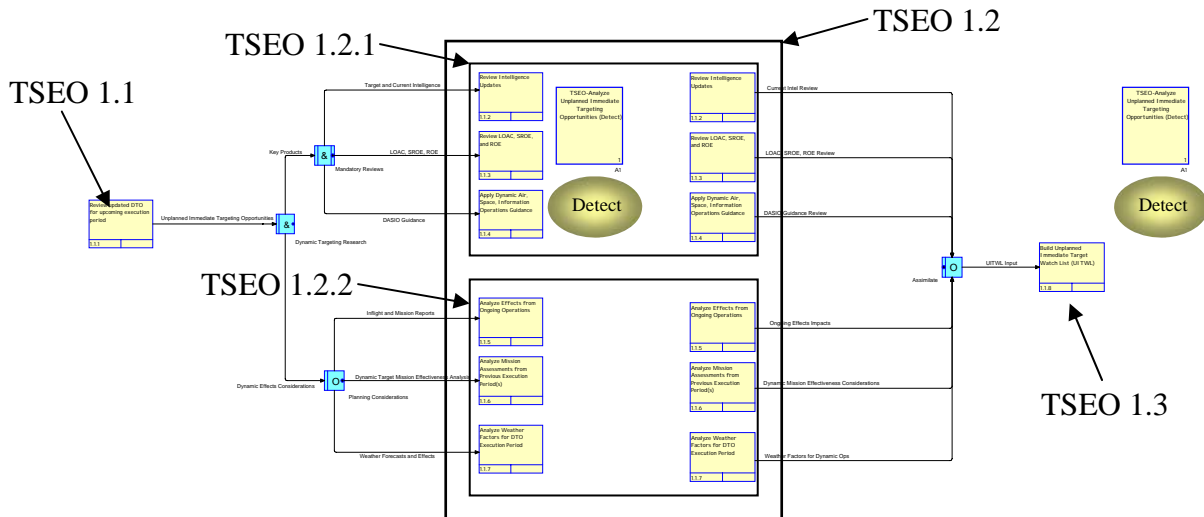 TSEO 1.2
TSEO 1.2.1
TSEO 1.1
Target and Current Intelligence
Key Products
LOAC, SROE, ROE
Mandatory Reviews
DASIO Guidance
Review updated DTO
for upcoming execution
period
1.1.1
Unplanned Immediate Targeting Opportunities
&
&
Dynamic Targeting Research
Review Intelligence
Updates
1.1.2
Review LOAC, SROE,
and ROE
1.1.3
Apply Dynamic Air,
Space, Information
Operations Guidance
1.1.4
TSEO-Analyze
Unplanned Immediate
Targeting
Opportunities (Detect)
1
A1
Detect
Review Intelligence
Updates
1.1.2
Review LOAC, SROE,
and ROE
1.1.3
Apply Dynamic Air,
Space, Information
Operations Guidance
1.1.4
Current Intel Review
LOAC, SROE, ROE Review
DASIO Guidance Review
TSEO-Analyze
Unplanned Immediate
Targeting
Opportunities (Detect)
1
A1
Detect
TSEO 1.2.2
Inflight and Mission Reports
Dynamic Effects Considerations
O
Dynamic Target Mission Effectiveness Analysis
Planning Considerations
Weather Forecasts and Effects
Analyze Effects from
Ongoing Operations
1.1.5
Analyze Mission
Assessments from
Previous Execution
Period(s)
1.1.6
Analyze Weather
Factors for DTO
Execution Period
1.1.7
Analyze Effects from
Ongoing Operations
1.1.5
Analyze Mission
Assessments from
Previous Execution
Period(s)
1.1.6
Analyze Weather
Factors for DTO
Execution Period
1.1.7
Ongoing Effects Impacts
Dynamic Mission Effectiveness Considerations
Weather Factors for Dynamic Ops
O
Assimilate
UITWL Input
Build Unplanned
Immediate Target
Watch List (UITWL)
1.1.8
TSEO 1.3